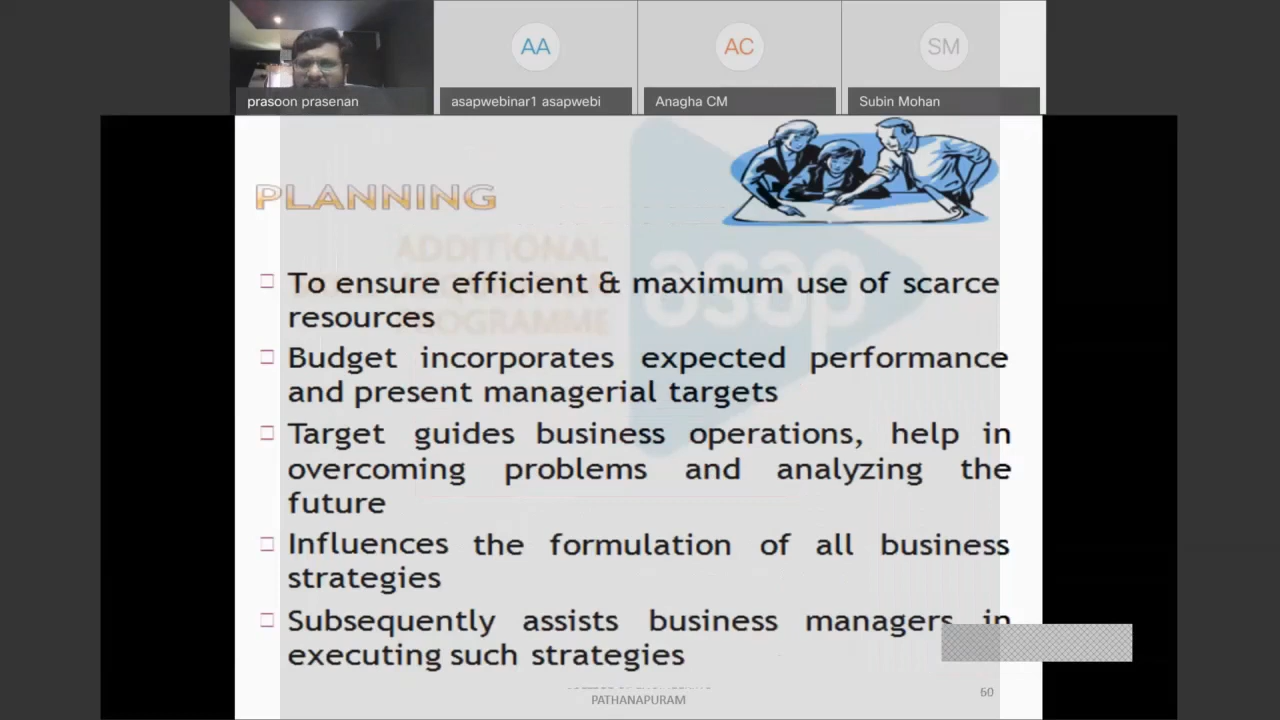 AA
AC
SM
prasoon prasenan
asapwebinar1 asapwebi
Anagha CM
Subin Mohan
PLANNING
ADDITIONAL
PROGRAMME
asap
To ensure efficient & maximum use of scarce
resources
Budget incorporates expected performance
and present managerial targets
Target guides business operations, help in
overcoming problems and analyzing the
future
Influences the formulation of all business
strategies
Subsequently assists business managers in
executing such strategies
PATHANAPURAM
60